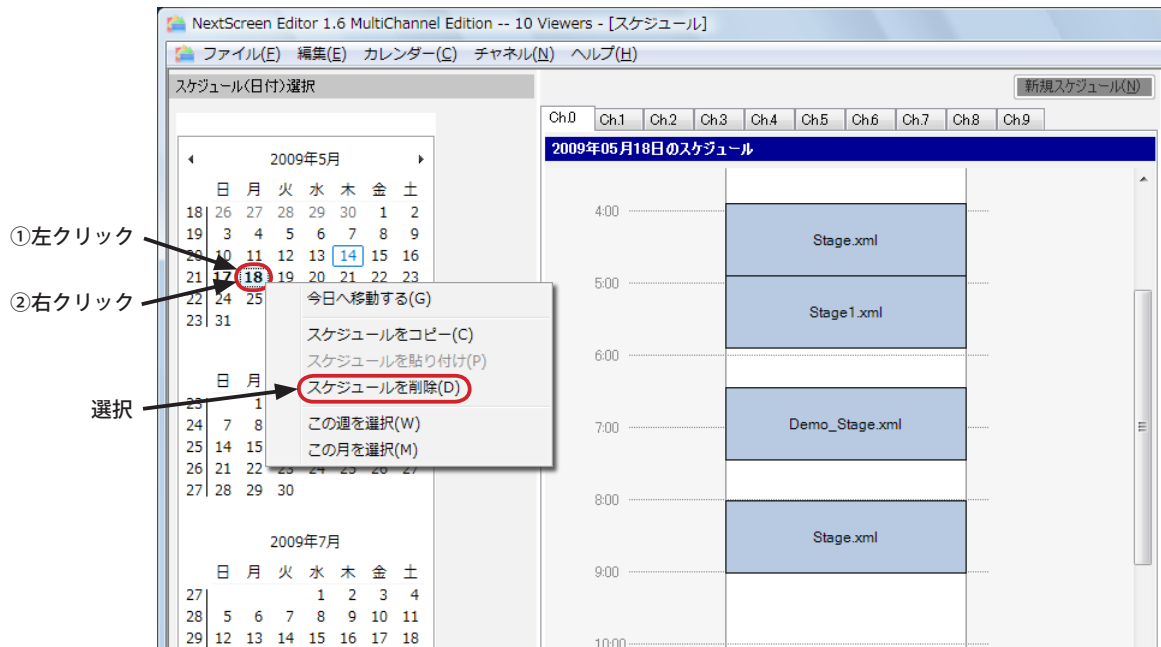 NextScreen Editor 1.6 MultiChannel Edition -- 10 Viewers - [スケジュール]
ファイル(F) 編集(E) カレンダー(C) チャネル(N) ヘルプ(H)
スケジュール(日付)選択
新規スケジュール(N)
Ch.0 Ch.1 Ch.2 Ch.3 Ch.4 Ch.5 Ch.6 Ch.7 Ch.8 Ch.9
2009年05月18日のスケジュール
2009年5月
日 月 火 水 木 金 土
18 26 27 28 29 30 1 2
19 3 4 5 6 7 8 9
20 10 11 12 13 14 15 16
21 17 18 19 20 21 22 23
22 24 25
23 31
①左クリック
②右クリック
選択
今日へ移動する(G)
スケジュールをコピー(C)
スケジュールを貼り付け(P)
スケジュールを削除(D)
この週を選択(W)
この月を選択(M)
日 月
23 1
24 7 8
25 14 15
26 21 22 23 24 25 26 27
27 28 29 30
2009年7月
日 月 火 水 木 金 土
27 1 2 3 4
28 5 6 7 8 9 10 11
29 12 13 14 15 16 17 18
4:00
Stage.xml
5:00
Stage1.xml
6:00
7:00
Demo_Stage.xml
8:00
Stage.xml
9:00
10:00